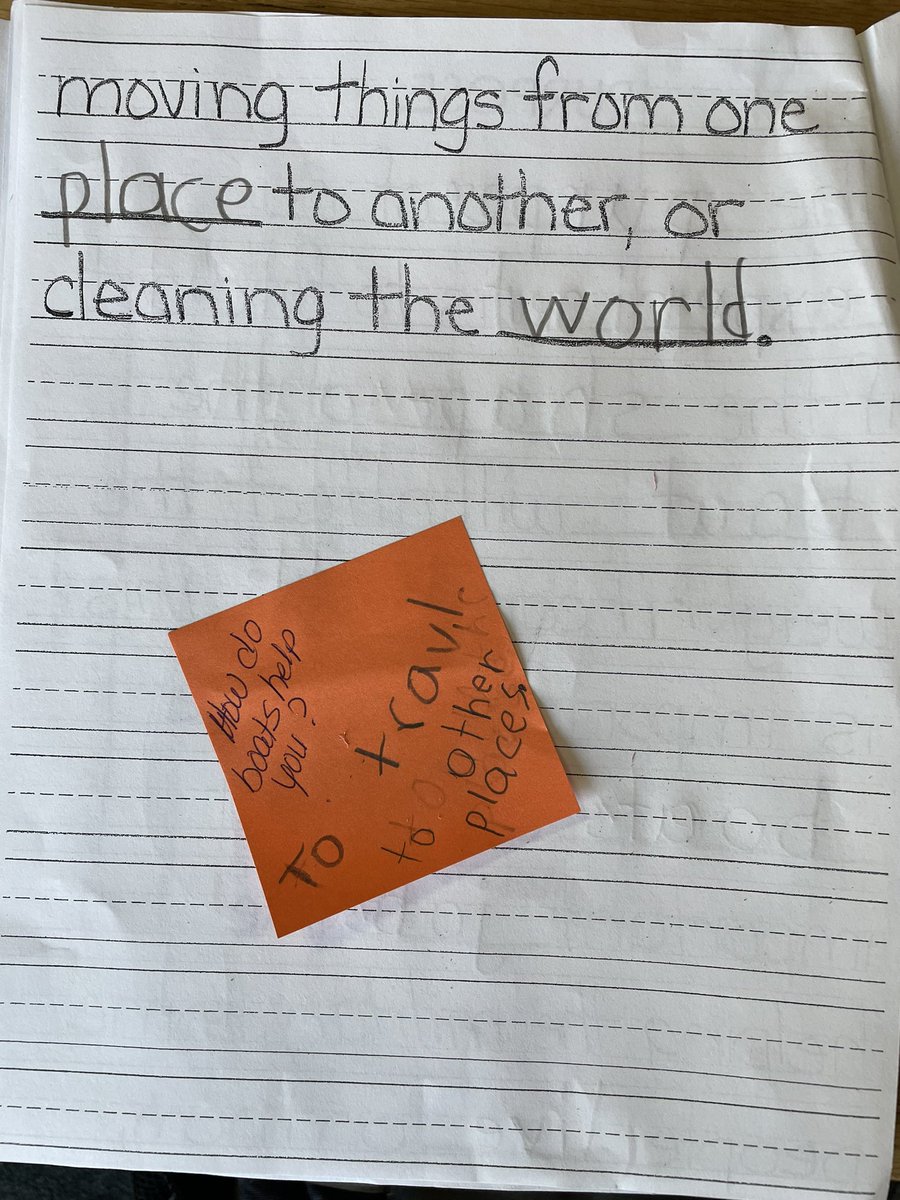 moving things from one
place to another, or
cleaning the world.
How do
boats help
you?
To travl.
to other
places.